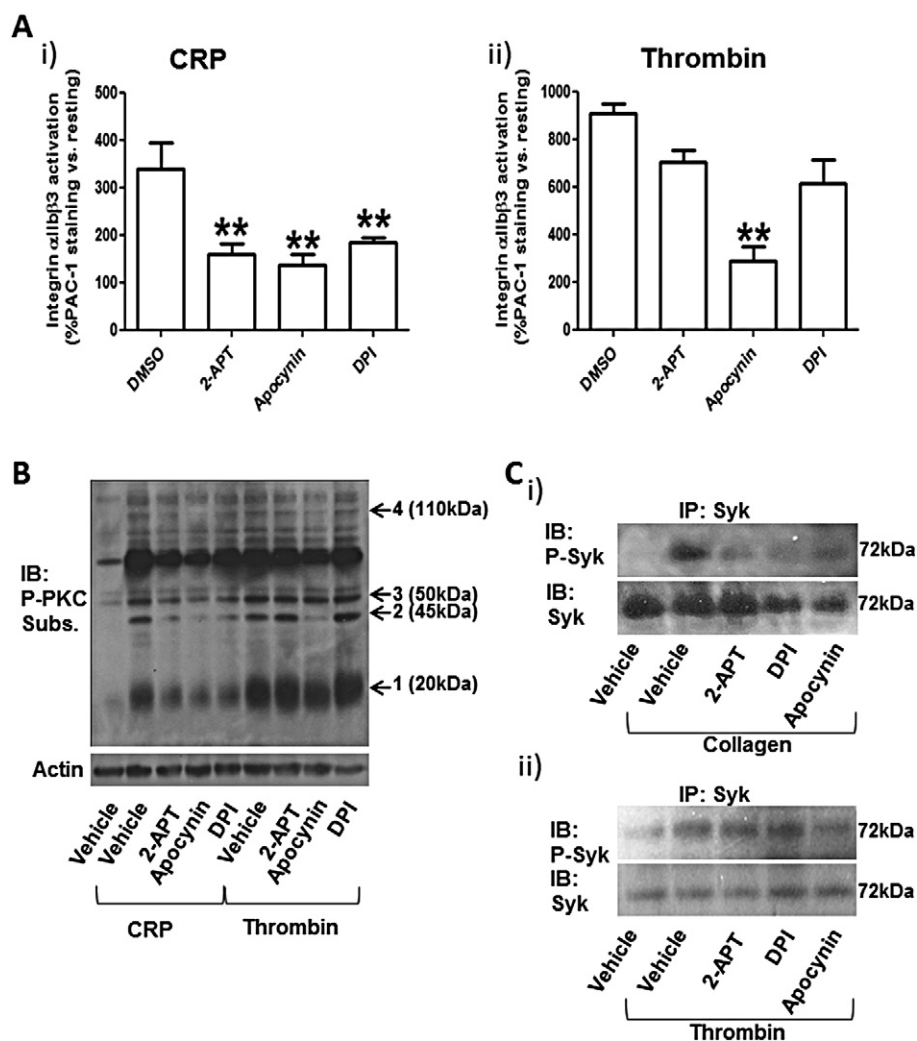 A
i)
CRP
Integrin αIIbβ3 activation
(%PAC-1 staining vs. resting)
500
400
300
200
100
0
**
**
**
DMSO
2-APT
Apocynin
DPI
ii)
Thrombin
Integrin αIIbβ3 activation
(%PAC-1 staining vs. resting)
1000
800
600
400
200
0
**
DMSO
2-APT
Apocynin
DPI
B
IB:
P-PKC
Subs.
4 (110kDa)
3 (50kDa)
2 (45kDa)
1 (20kDa)
Actin
Vehicle
Vehicle
2-APT
Apocynin
DPI
Vehicle
2-APT
Apocynin
DPI
CRP
Thrombin
C
i)
IP: Syk
IB:
P-Syk
72kDa
IB:
Syk
72kDa
Vehicle
Vehicle
2-APT
DPI
Apocynin
Collagen
ii)
IP: Syk
IB:
P-Syk
72kDa
IB:
Syk
72kDa
Vehicle
Vehicle
2-APT
DPI
Apocynin
Thrombin